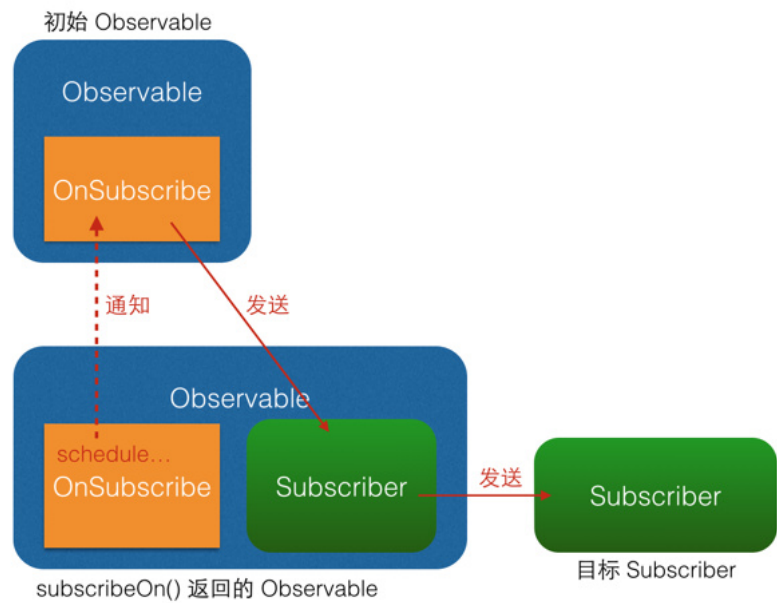 初始 Observable
Observable
OnSubscribe
通知
发送
Observable
schedule...
OnSubscribe
Subscriber
发送
Subscriber
目标 Subscriber
subscribeOn() 返回的 Observable